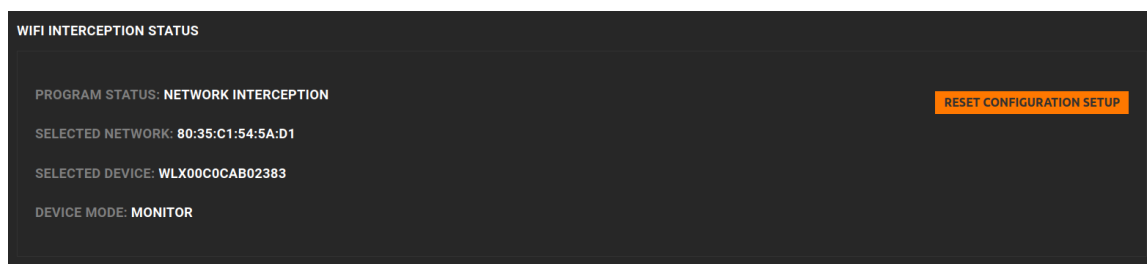 WIFI INTERCEPTION STATUS
PROGRAM STATUS: NETWORK INTERCEPTION
RESET CONFIGURATION SETUP
SELECTED NETWORK: 80:35:C1:54:5A:D1
SELECTED DEVICE: WLX00C0CAB02383
DEVICE MODE: MONITOR